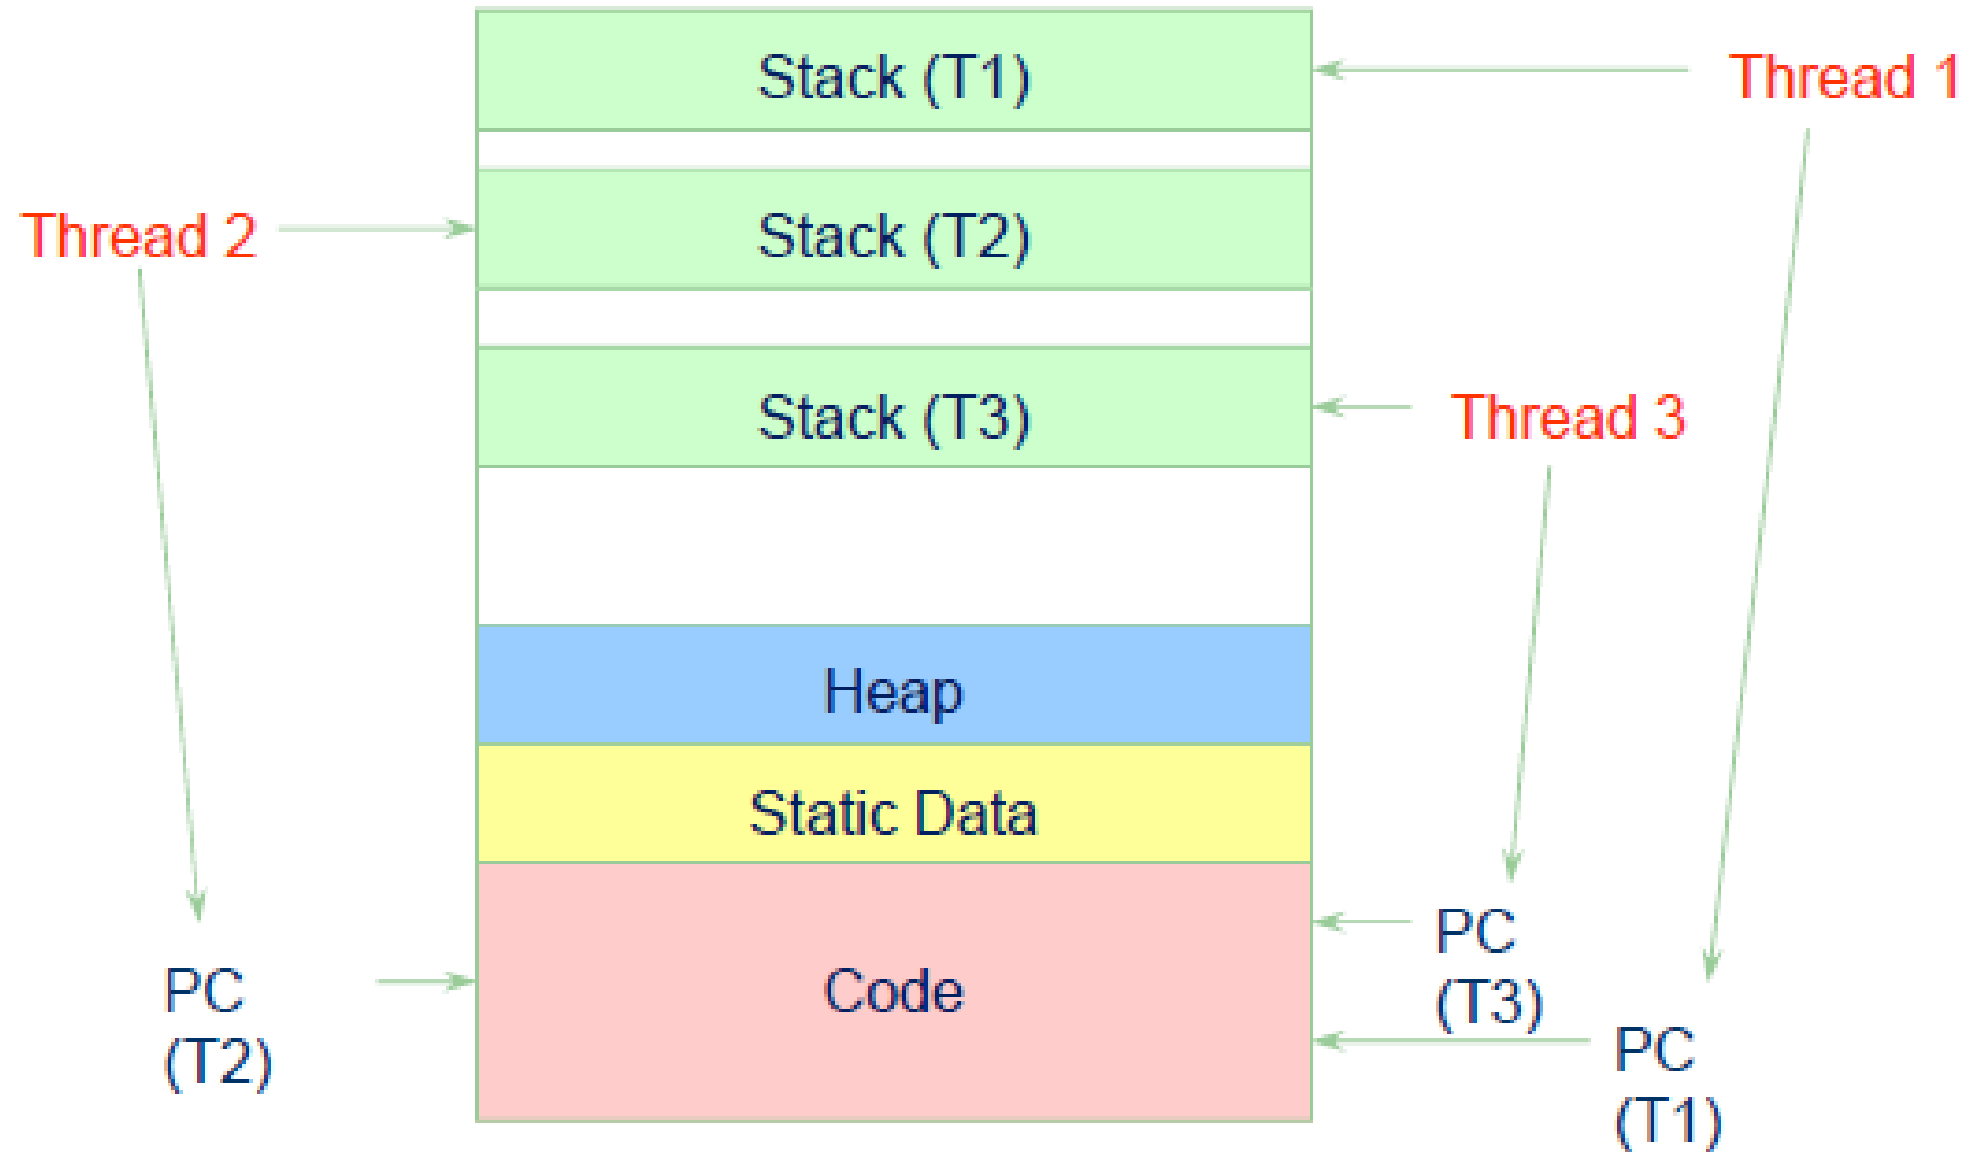 Stack (T1)
Thread 1
Thread 2
Stack (T2)
Stack (T3)
Thread 3
Heap
Static Data
PC
(T3)
PC
(T2)
Code
PC
(T1)